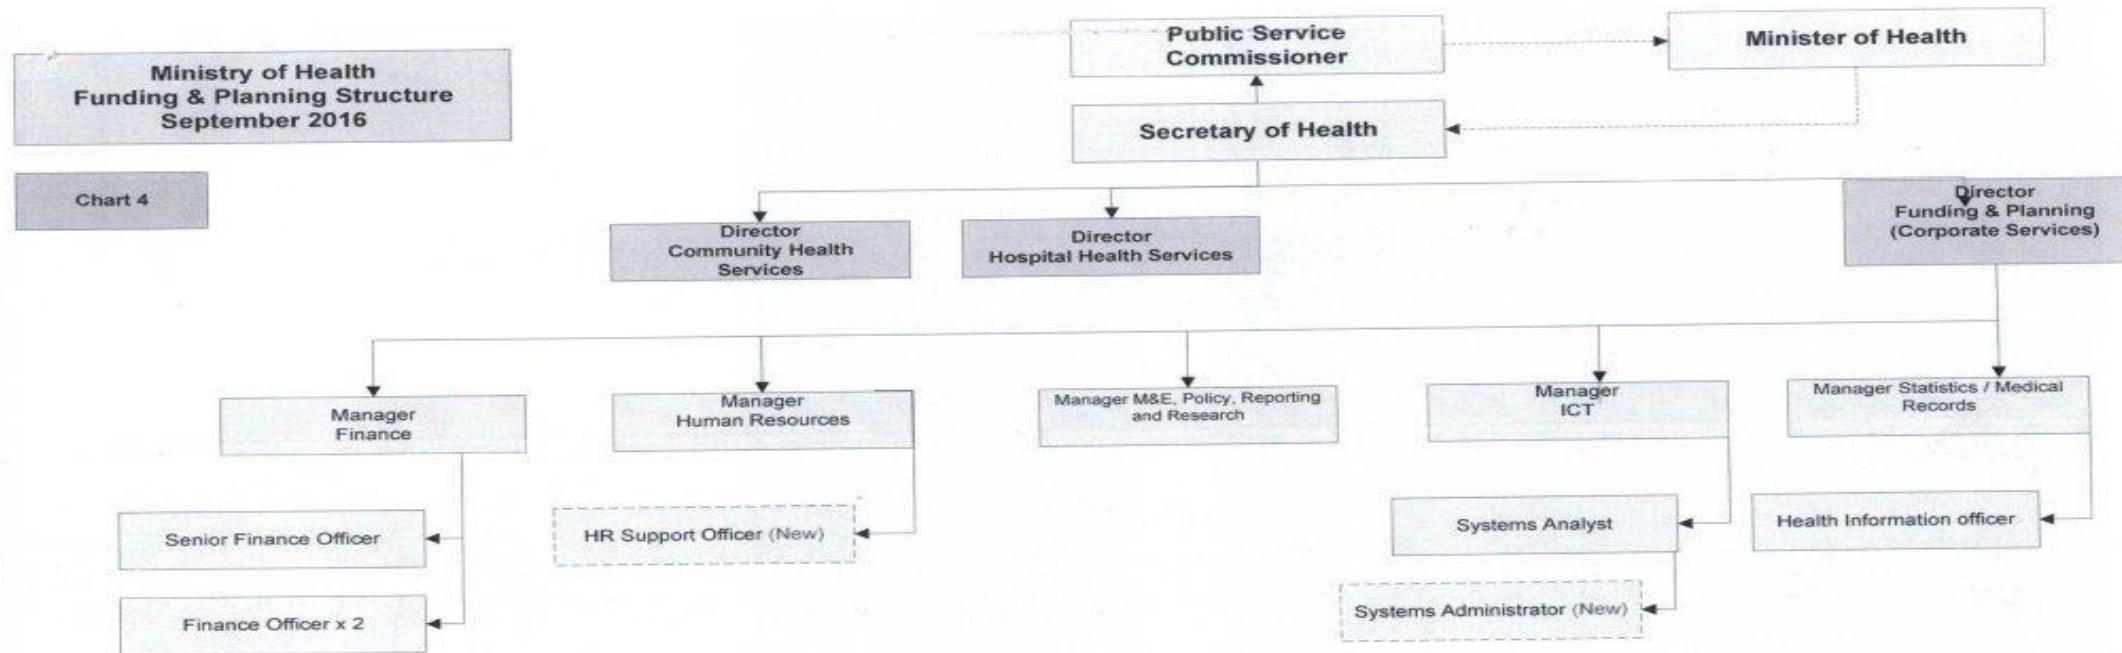 Ministry of Health
Funding & Planning Structure
September 2016
Chart 4
Public Service
Commissioner
Minister of Health
Secretary of Health
Director
Community Health
Services
Director
Hospital Health Services
Director
Funding & Planning
(Corporate Services)
Manager
Finance
Manager
Human Resources
Manager M&E, Policy, Reporting
and Research
Manager
ICT
Manager Statistics / Medical
Records
Senior Finance Officer
HR Support Officer (New)
Systems Analyst
Health Information officer
Finance Officer x 2
Systems Administrator (New)